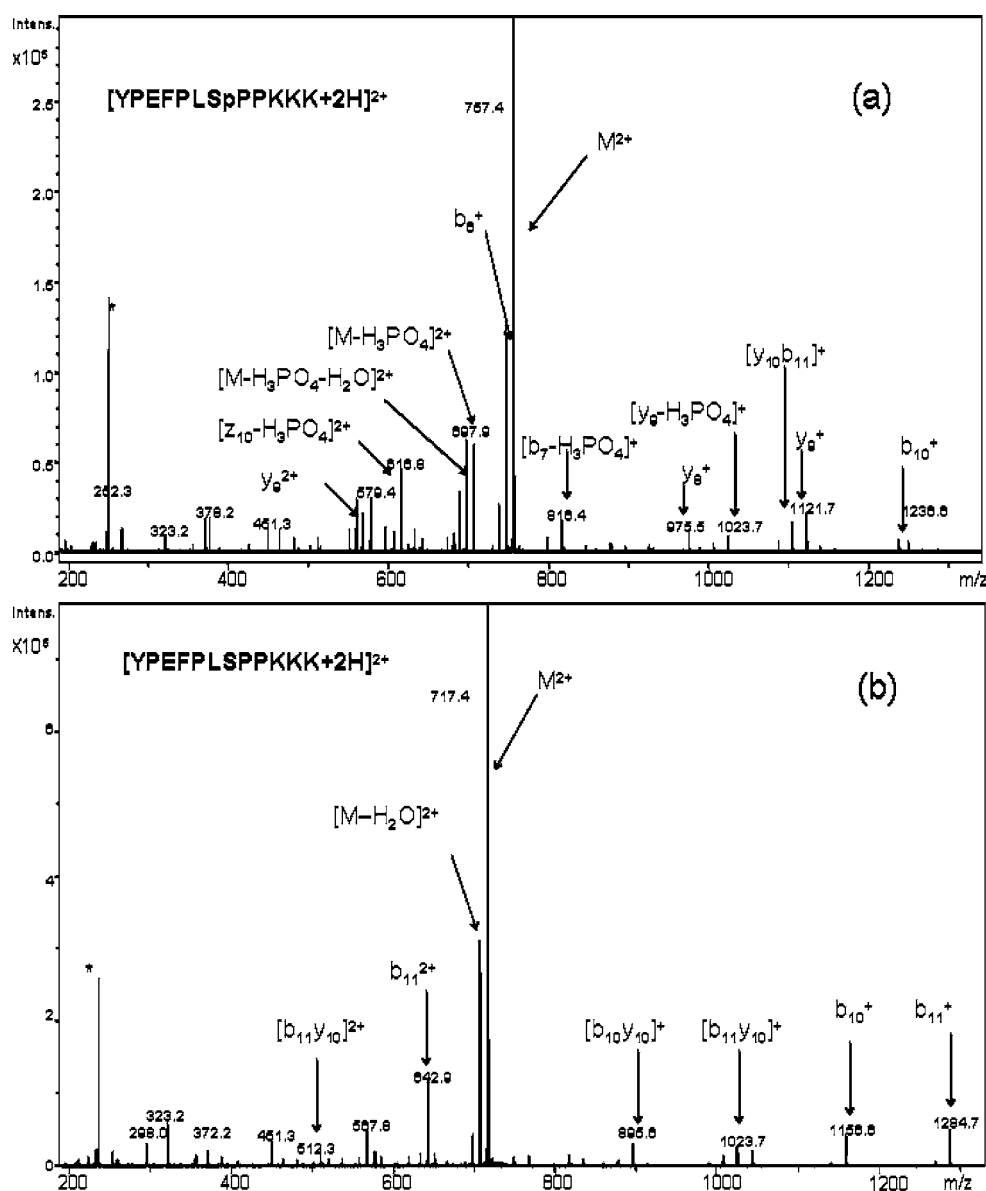 Intens.
x10⁶
[YPEFPLSpPPKKK+2H]²⁺
(a)
767.4
M²⁺
b₆⁺
*
[M-H₃PO₄]²⁺
[M-H₃PO₄-H₂O]²⁺
[z₁₀-H₃PO₄]²⁺
y₉²⁺
[b₇-H₃PO₄]⁺
y₈⁺
[y₉-H₃PO₄]⁺
[y₁₀b₁₁]⁺
y₉⁺
b₁₀⁺
2.5
2.0
1.5
1.0
0.5
0.0
252.3
323.2
378.2
451.3
579.4
616.8
697.9
816.4
975.5
1023.7
1121.7
1236.6
200 400 600 800 1000 1200 m/z
Intens.
X10⁶
[YPEFPLSPPKKK+2H]²⁺
(b)
717.4
M²⁺
[M–H₂O]²⁺
*
b₁₁²⁺
[b₁₁y₁₀]²⁺
[b₁₀y₁₀]⁺
[b₁₁y₁₀]⁺
b₁₀⁺
b₁₁⁺
6
4
2
0
298.0
323.2
372.2
451.3
512.3
567.8
642.9
895.6
1023.7
1156.6
1284.7
200 400 600 800 1000 1200 m/z